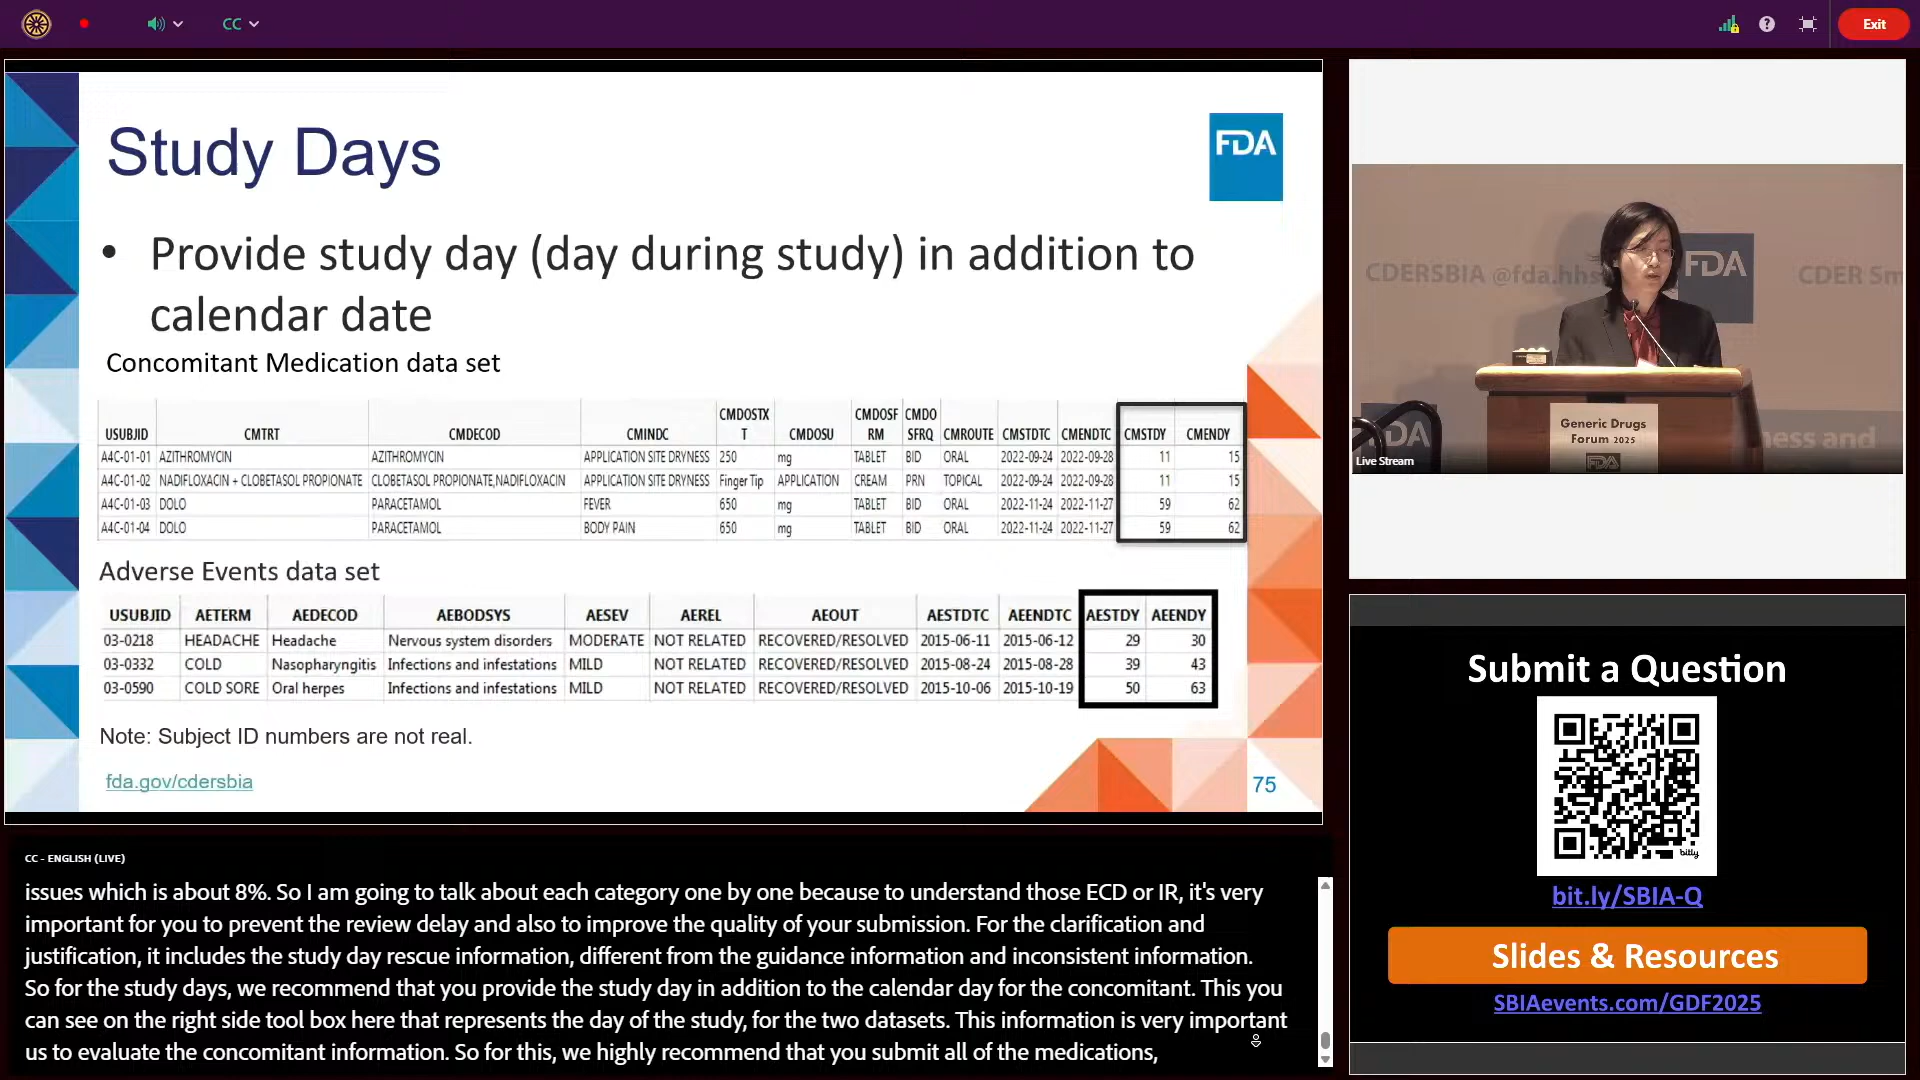 CC
Exit
Study Days
FDA
• Provide study day (day during study) in addition to
calendar date
Concomitant Medication data set
USUBJID CMTRT CMDECOD CMINDC CMDOSTXT CMDOSU CMDOSFRM CMDOSFRQ CMROUTE CMSTDTC CMENDTC CMSTDY CMENDY
A4C-01-01 AZITHROMYCIN AZITHROMYCIN APPLICATION SITE DRYNESS 250 mg TABLET BID ORAL 2022-09-24 2022-09-28 11 15
A4C-01-02 NADIFLOXACIN + CLOBETASOL PROPIONATE CLOBETASOL PROPIONATE,NADIFLOXACIN APPLICATION SITE DRYNESS Finger Tip APPLICATION CREAM PRN TOPICAL 2022-09-24 2022-09-28 11 15
A4C-01-03 DOLO PARACETAMOL FEVER 650 mg TABLET BID ORAL 2022-11-24 2022-11-27 59 62
A4C-01-04 DOLO PARACETAMOL BODY PAIN 650 mg TABLET BID ORAL 2022-11-24 2022-11-27 59 62
Adverse Events data set
USUBJID AETERM AEDECOD AEBODSYS AESEV AEREL AEOUT AESTDTC AEENDTC AESTDY AEENDY
03-0218 HEADACHE Headache Nervous system disorders MODERATE NOT RELATED RECOVERED/RESOLVED 2015-06-11 2015-06-12 29 30
03-0332 COLD Nasopharyngitis Infections and infestations MILD NOT RELATED RECOVERED/RESOLVED 2015-08-24 2015-08-28 39 43
03-0590 COLD SORE Oral herpes Infections and infestations MILD NOT RELATED RECOVERED/RESOLVED 2015-10-06 2015-10-19 50 63
Note: Subject ID numbers are not real.
fda.gov/cdersbia
75
CDERSBIA @fda.hhs
FDA
CDER Sm
Generic Drugs
Forum 2025
FDA
DA
ness and
Live Stream
Submit a Question
bitly
bit.ly/SBIA-Q
Slides & Resources
SBIAevents.com/GDF2025
CC - ENGLISH (LIVE)
issues which is about 8%. So I am going to talk about each category one by one because to understand those ECD or IR, it's very
important for you to prevent the review delay and also to improve the quality of your submission. For the clarification and
justification, it includes the study day rescue information, different from the guidance information and inconsistent information.
So for the study days, we recommend that you provide the study day in addition to the calendar day for the concomitant. This you
can see on the right side tool box here that represents the day of the study, for the two datasets. This information is very important
us to evaluate the concomitant information. So for this, we highly recommend that you submit all of the medications,